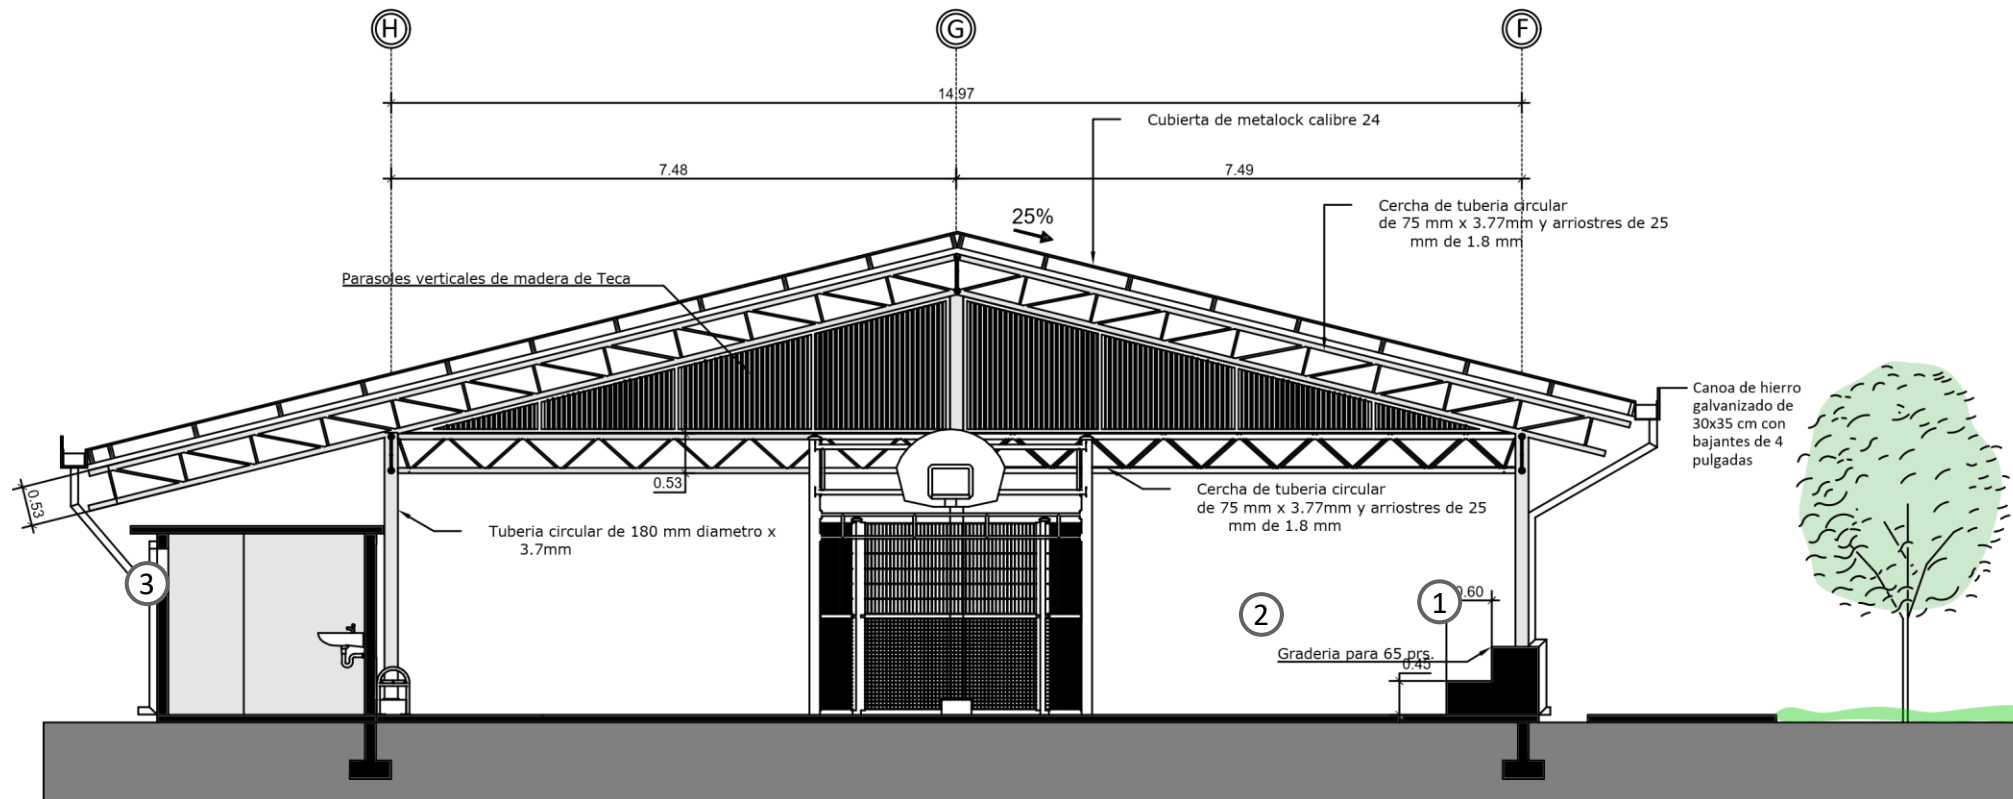 H
G
F
14.97
Cubierta de metalock calibre 24
7.48
7.49
Cercha de tuberia circular
de 75 mm x 3.77mm y arriostres de 25
mm de 1.8 mm
25%
Parasoles verticales de madera de Teca
Canoa de hierro
galvanizado de
30x35 cm con
bajantes de 4
pulgadas
0.53
0.53
Cercha de tuberia circular
de 75 mm x 3.77mm y arriostres de 25
mm de 1.8 mm
Tuberia circular de 180 mm diametro x
3.7mm
3
2
1
0.60
Graderia para 65 prs.
0.45